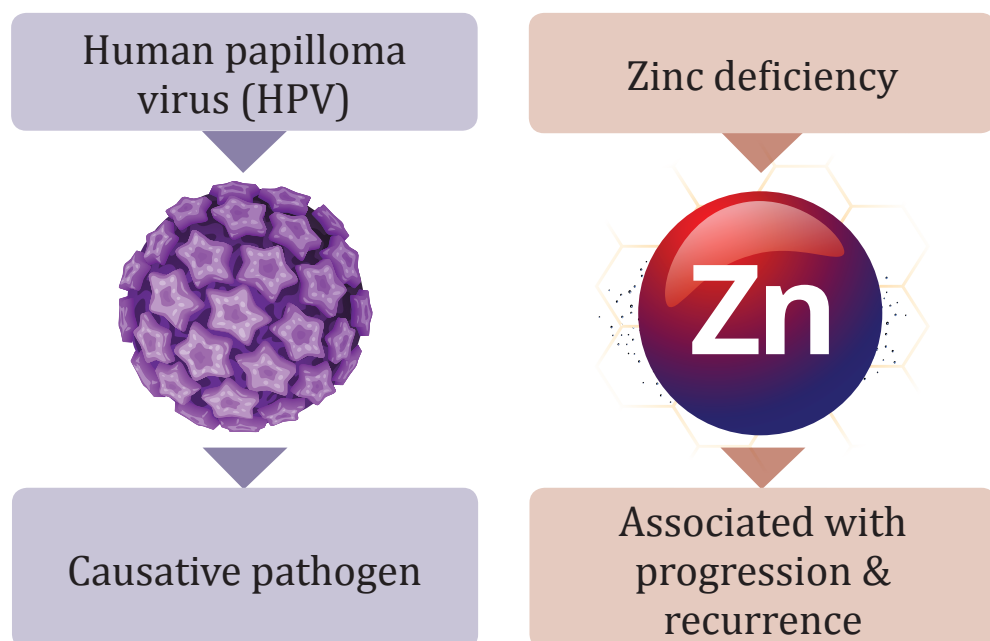 Human papilloma
virus (HPV)
Causative pathogen
Zinc deficiency
Zn
Associated with
progression &
recurrence